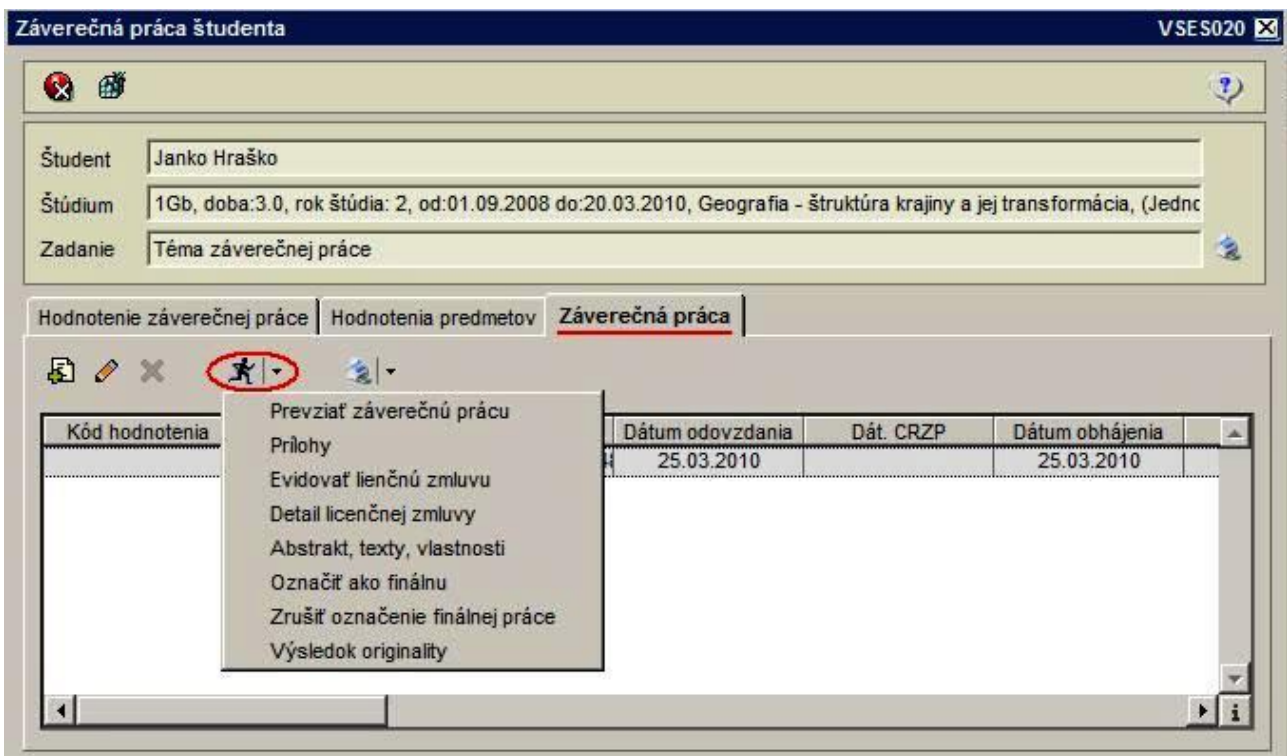 Záverečná práca študenta VSES020
Študent Janko Hraško
Štúdium 1Gb, doba:3.0, rok štúdia: 2, od:01.09.2008 do:20.03.2010, Geografia - štruktúra krajiny a jej transformácia, (Jedno
Zadanie Téma záverečnej práce
Hodnotenie záverečnej práce Hodnotenia predmetov Záverečná práca
Kód hodnotenia Dátum odovzdania Dát. CRZP Dátum obhájenia
25.03.2010 25.03.2010
Prevziať záverečnú prácu
Prílohy
Evidovať lienčnú zmluvu
Detail licenčnej zmluvy
Abstrakt, texty, vlastnosti
Označiť ako finálnu
Zrušiť označenie finálnej práce
Výsledok originality